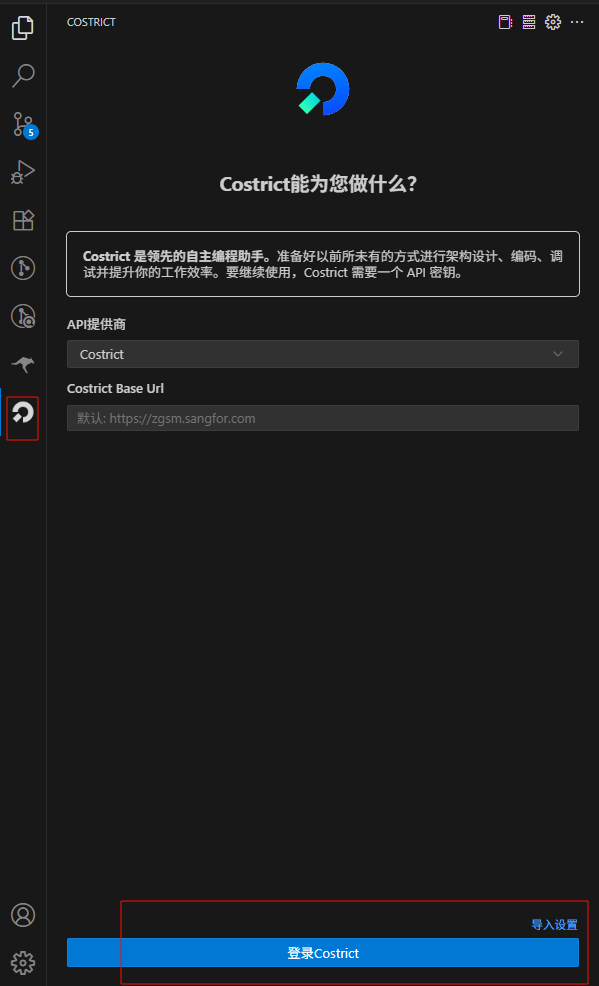 COSTRICT
5
Costrict能为您做什么?
Costrict 是领先的自主编程助手。准备好以前所未有的方式进行架构设计、编码、调
试并提升你的工作效率。要继续使用，Costrict 需要一个 API 密钥。
API提供商
Costrict
Costrict Base Url
默认: https://zgsm.sangfor.com
导入设置
登录Costrict